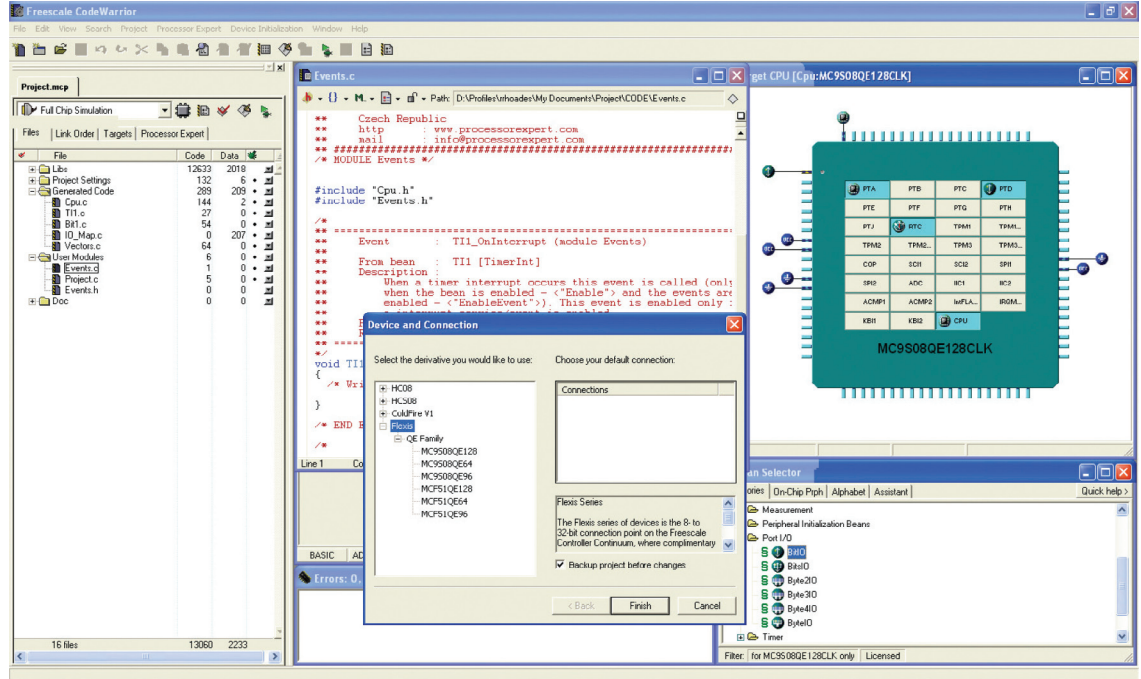 Freescale CodeWarrior
File Edit View Search Project Processor Expert Device Initialization Window Help
Project.mcp
Full Chip Simulation
Files Link Order Targets Processor Expert
File Code Data
Libs 12633 2018
Project Settings 132 6
Generated Code 289 209
Cpu.c 144 2
TI1.c 27 0
Bit1.c 54 0
IO_Map.c 0 207
Vectors.c 64 0
User Modules 6 0
Events.c 1 0
Project.c 5 0
Events.h 0 0
Doc 0 0
16 files 13060 2233
Events.c
Path: D:\Profiles\rrhoades\My Documents\Project\CODE\Events.c
** Czech Republic
** http : www.processorexpert.com
** mail : info@processorexpert.com
** ####################################################
/* MODULE Events */
#include "Cpu.h"
#include "Events.h"
/*
** ====================================================
** Event : TI1_OnInterrupt (module Events)
**
** From bean : TI1 [TimerInt]
** Description :
** When a timer interrupt occurs this event is called (only
** when the bean is enabled - <"Enable"> and the events are
** enabled - <"EnableEvent">). This event is enabled only
**
** ====
*/
void TI1
{
/* Wri
}
/* END E
/*
Line 1 Co
BASIC AD
Errors: 0,
Device and Connection
Select the derivative you would like to use:
HC08
HCS08
ColdFire V1
Flexis
QE Family
MC9S08QE128
MC9S08QE64
MC9S08QE96
MCF51QE128
MCF51QE64
MCF51QE96
Choose your default connection:
Connections
Flexis Series
The Flexis series of devices is the 8- to
32-bit connection point on the Freescale
Controller Continuum, where complimentary
Backup project before changes
< Back Finish Cancel
rget CPU [Cpu:MC9S08QE128CLK]
PTA PTB PTC PTD
PTE PTF PTG PTH
PTJ RTC TPM1 TPM1...
TPM2 TPM2... TPM3 TPM3...
COP SCI1 SCI2 SPI1
SPI2 ADC IIC1 IIC2
ACMP1 ACMP2 IntFLA... IROM...
KBI1 KBI2 CPU
MC9S08QE128CLK
an Selector
ories On-Chip Prph Alphabet Assistant Quick help >
Measurement
Peripheral Initialization Beans
Port I/O
BitIO
BitsIO
Byte2IO
Byte3IO
Byte4IO
ByteIO
Timer
Filter: for MC9S08QE128CLK only Licensed